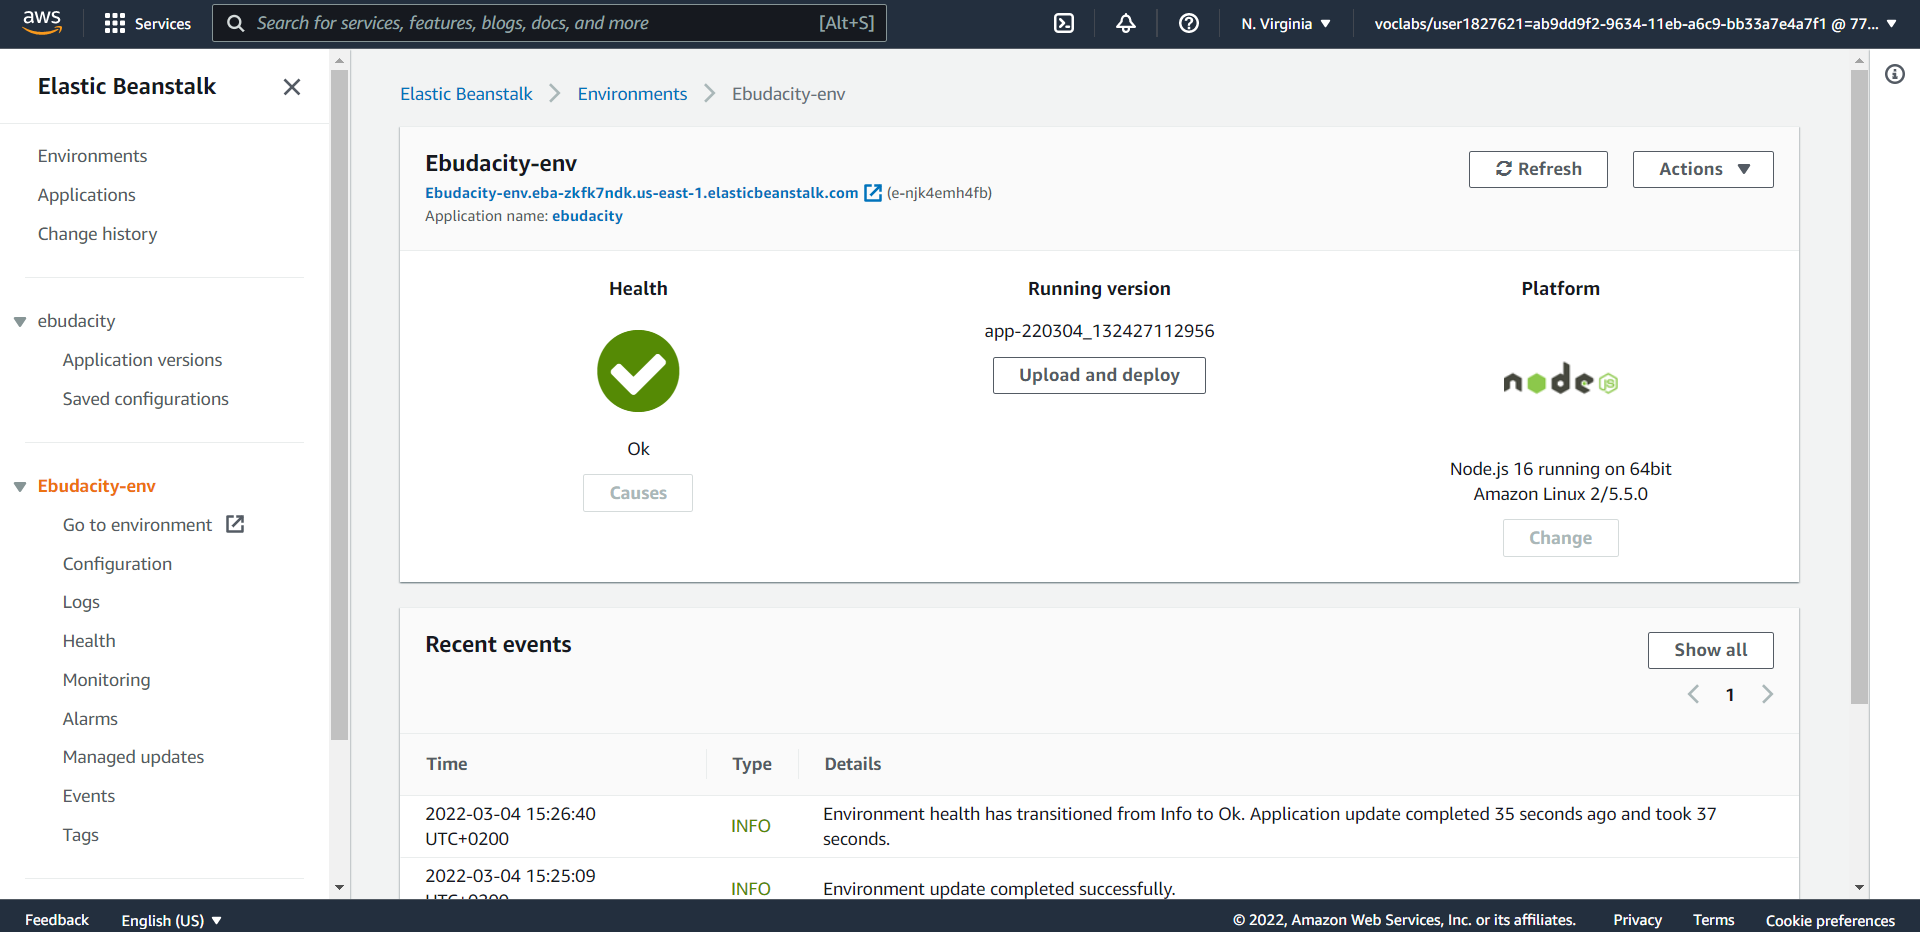 aws
Services
Search for services, features, blogs, docs, and more
[Alt+S]
N. Virginia
voclabs/user1827621=ab9dd9f2-9634-11eb-a6c9-bb33a7e4a7f1 @ 77...
Elastic Beanstalk
Environments
Applications
Change history
ebudacity
Application versions
Saved configurations
Ebudacity-env
Go to environment
Configuration
Logs
Health
Monitoring
Alarms
Managed updates
Events
Tags
Elastic Beanstalk
Environments
Ebudacity-env
Ebudacity-env
Refresh
Actions
Ebudacity-env.eba-zkfk7ndk.us-east-1.elasticbeanstalk.com (e-njk4emh4fb)
Application name: ebudacity
Health
Ok
Causes
Running version
app-220304_132427112956
Upload and deploy
Platform
node
JS
Node.js 16 running on 64bit
Amazon Linux 2/5.5.0
Change
Recent events
Show all
1
Time
Type
Details
2022-03-04 15:26:40
UTC+0200
INFO
Environment health has transitioned from Info to Ok. Application update completed 35 seconds ago and took 37
seconds.
2022-03-04 15:25:09
UTC+0200
INFO
Environment update completed successfully.
Feedback
English (US)
© 2022, Amazon Web Services, Inc. or its affiliates.
Privacy
Terms
Cookie preferences